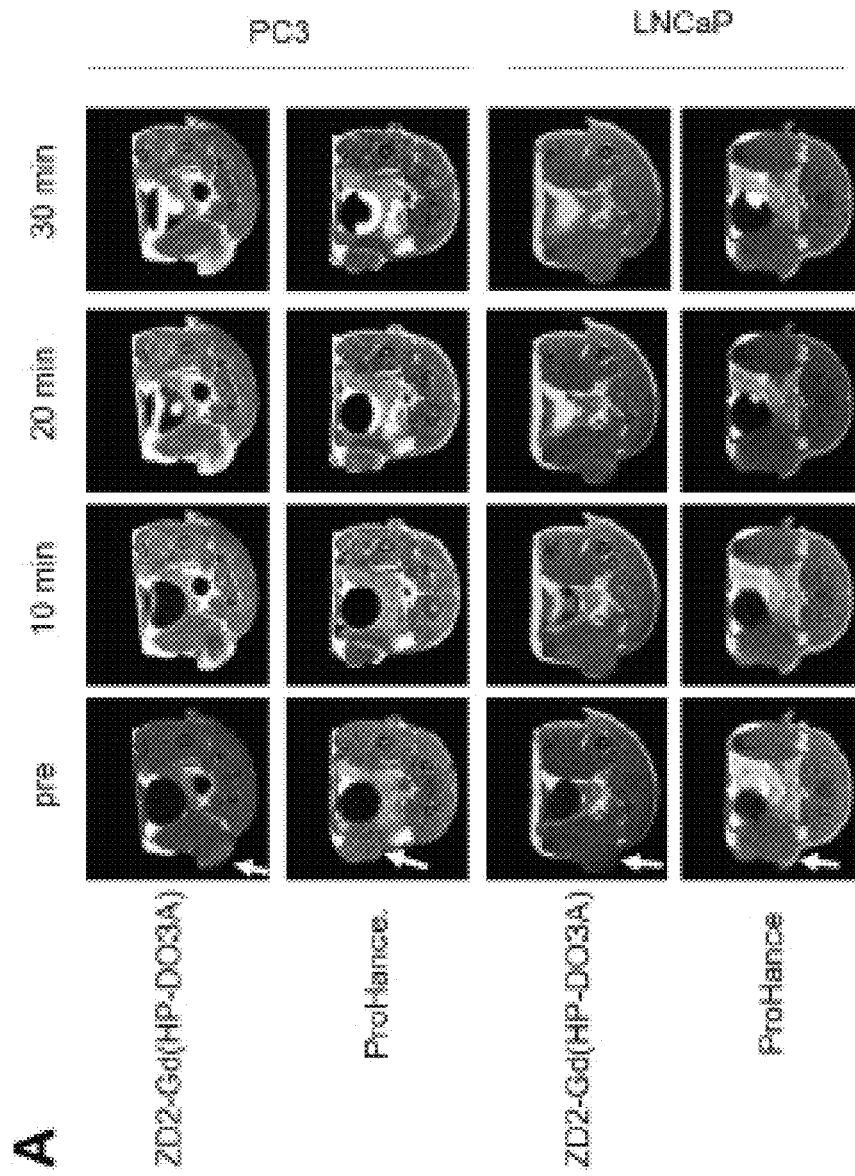 A
pre
10 min
20 min
30 min
ZD2-Gd(HP-DO3A)
ProHance.
ZD2-Gd(HP-DO3A)
ProHance
PC3
LNCaP